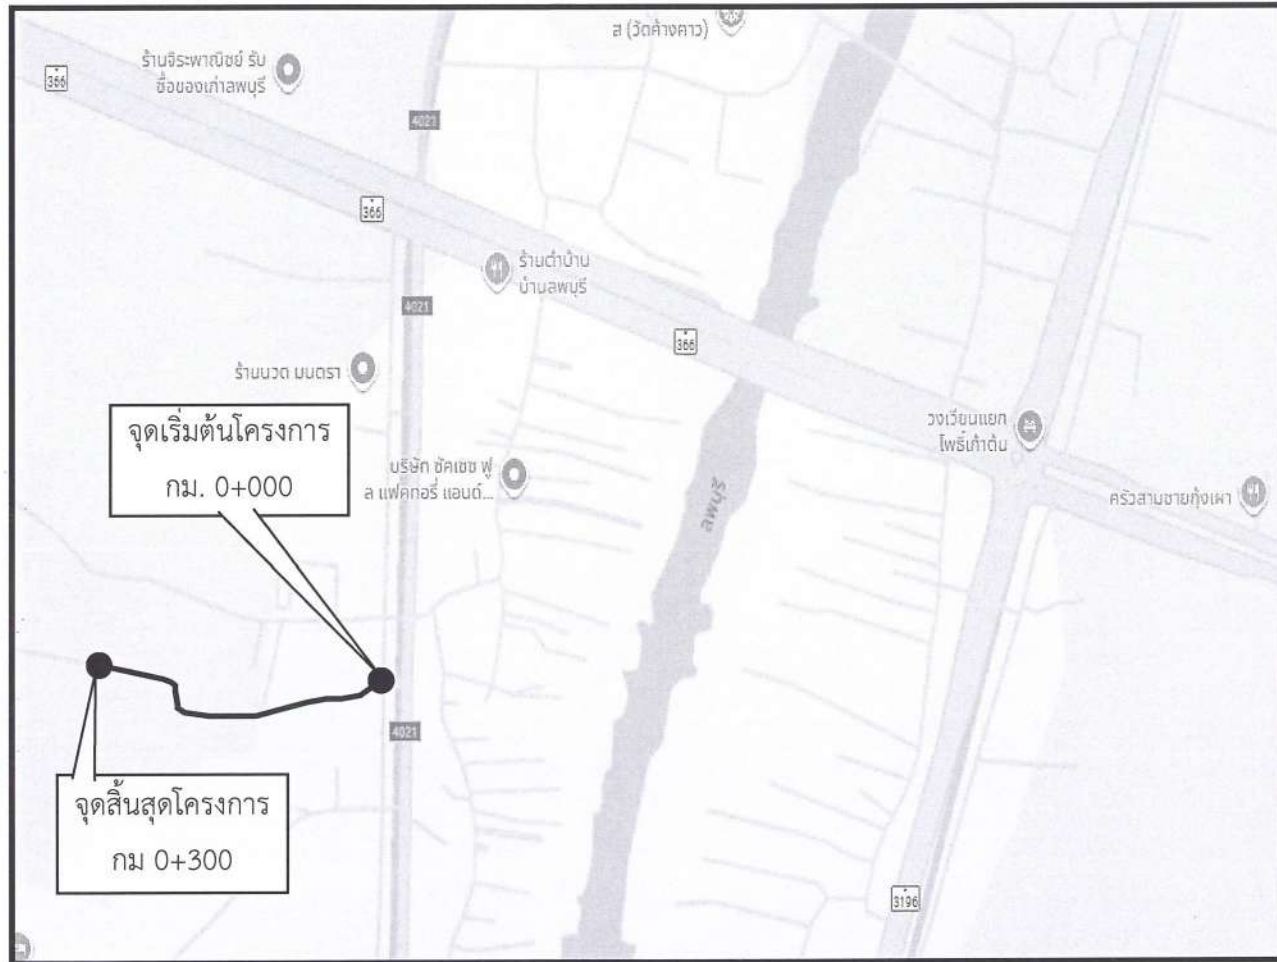 ส (วัดค้างคาว)
ร้านจิระพาณิชย์ รับ
ซื้อของเก่าลพบุรี
366
4021
366
ร้านตำบ้าน
บ้านลพบุรี
4021
366
ร้านนวด มนตรา
จุดเริ่มต้นโครงการ
กม. 0+000
วงเวียนแยก
โพธิ์เก้าต้น
บริษัท ซัคเซซ ฟู
ล แฟคทอรี่ แอนด์...
ลพบุรี
ครัวสามชายกุ้งเผา
4021
จุดสิ้นสุดโครงการ
กม 0+300
3196